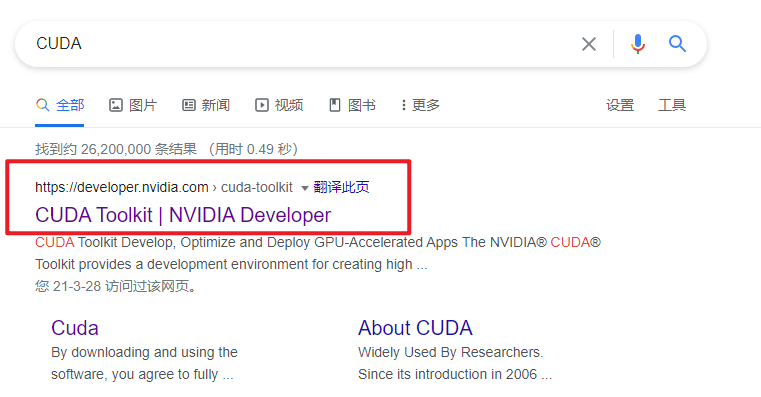 CUDA
全部 图片 新闻 视频 图书 更多 设置 工具
找到约 26,200,000 条结果 （用时 0.49 秒）
https://developer.nvidia.com › cuda-toolkit 翻译此页
CUDA Toolkit | NVIDIA Developer
CUDA Toolkit Develop, Optimize and Deploy GPU-Accelerated Apps The NVIDIA® CUDA®
Toolkit provides a development environment for creating high ...
您 21-3-28 访问过该网页。
Cuda
By downloading and using the
software, you agree to fully ...
About CUDA
Widely Used By Researchers.
Since its introduction in 2006 ...